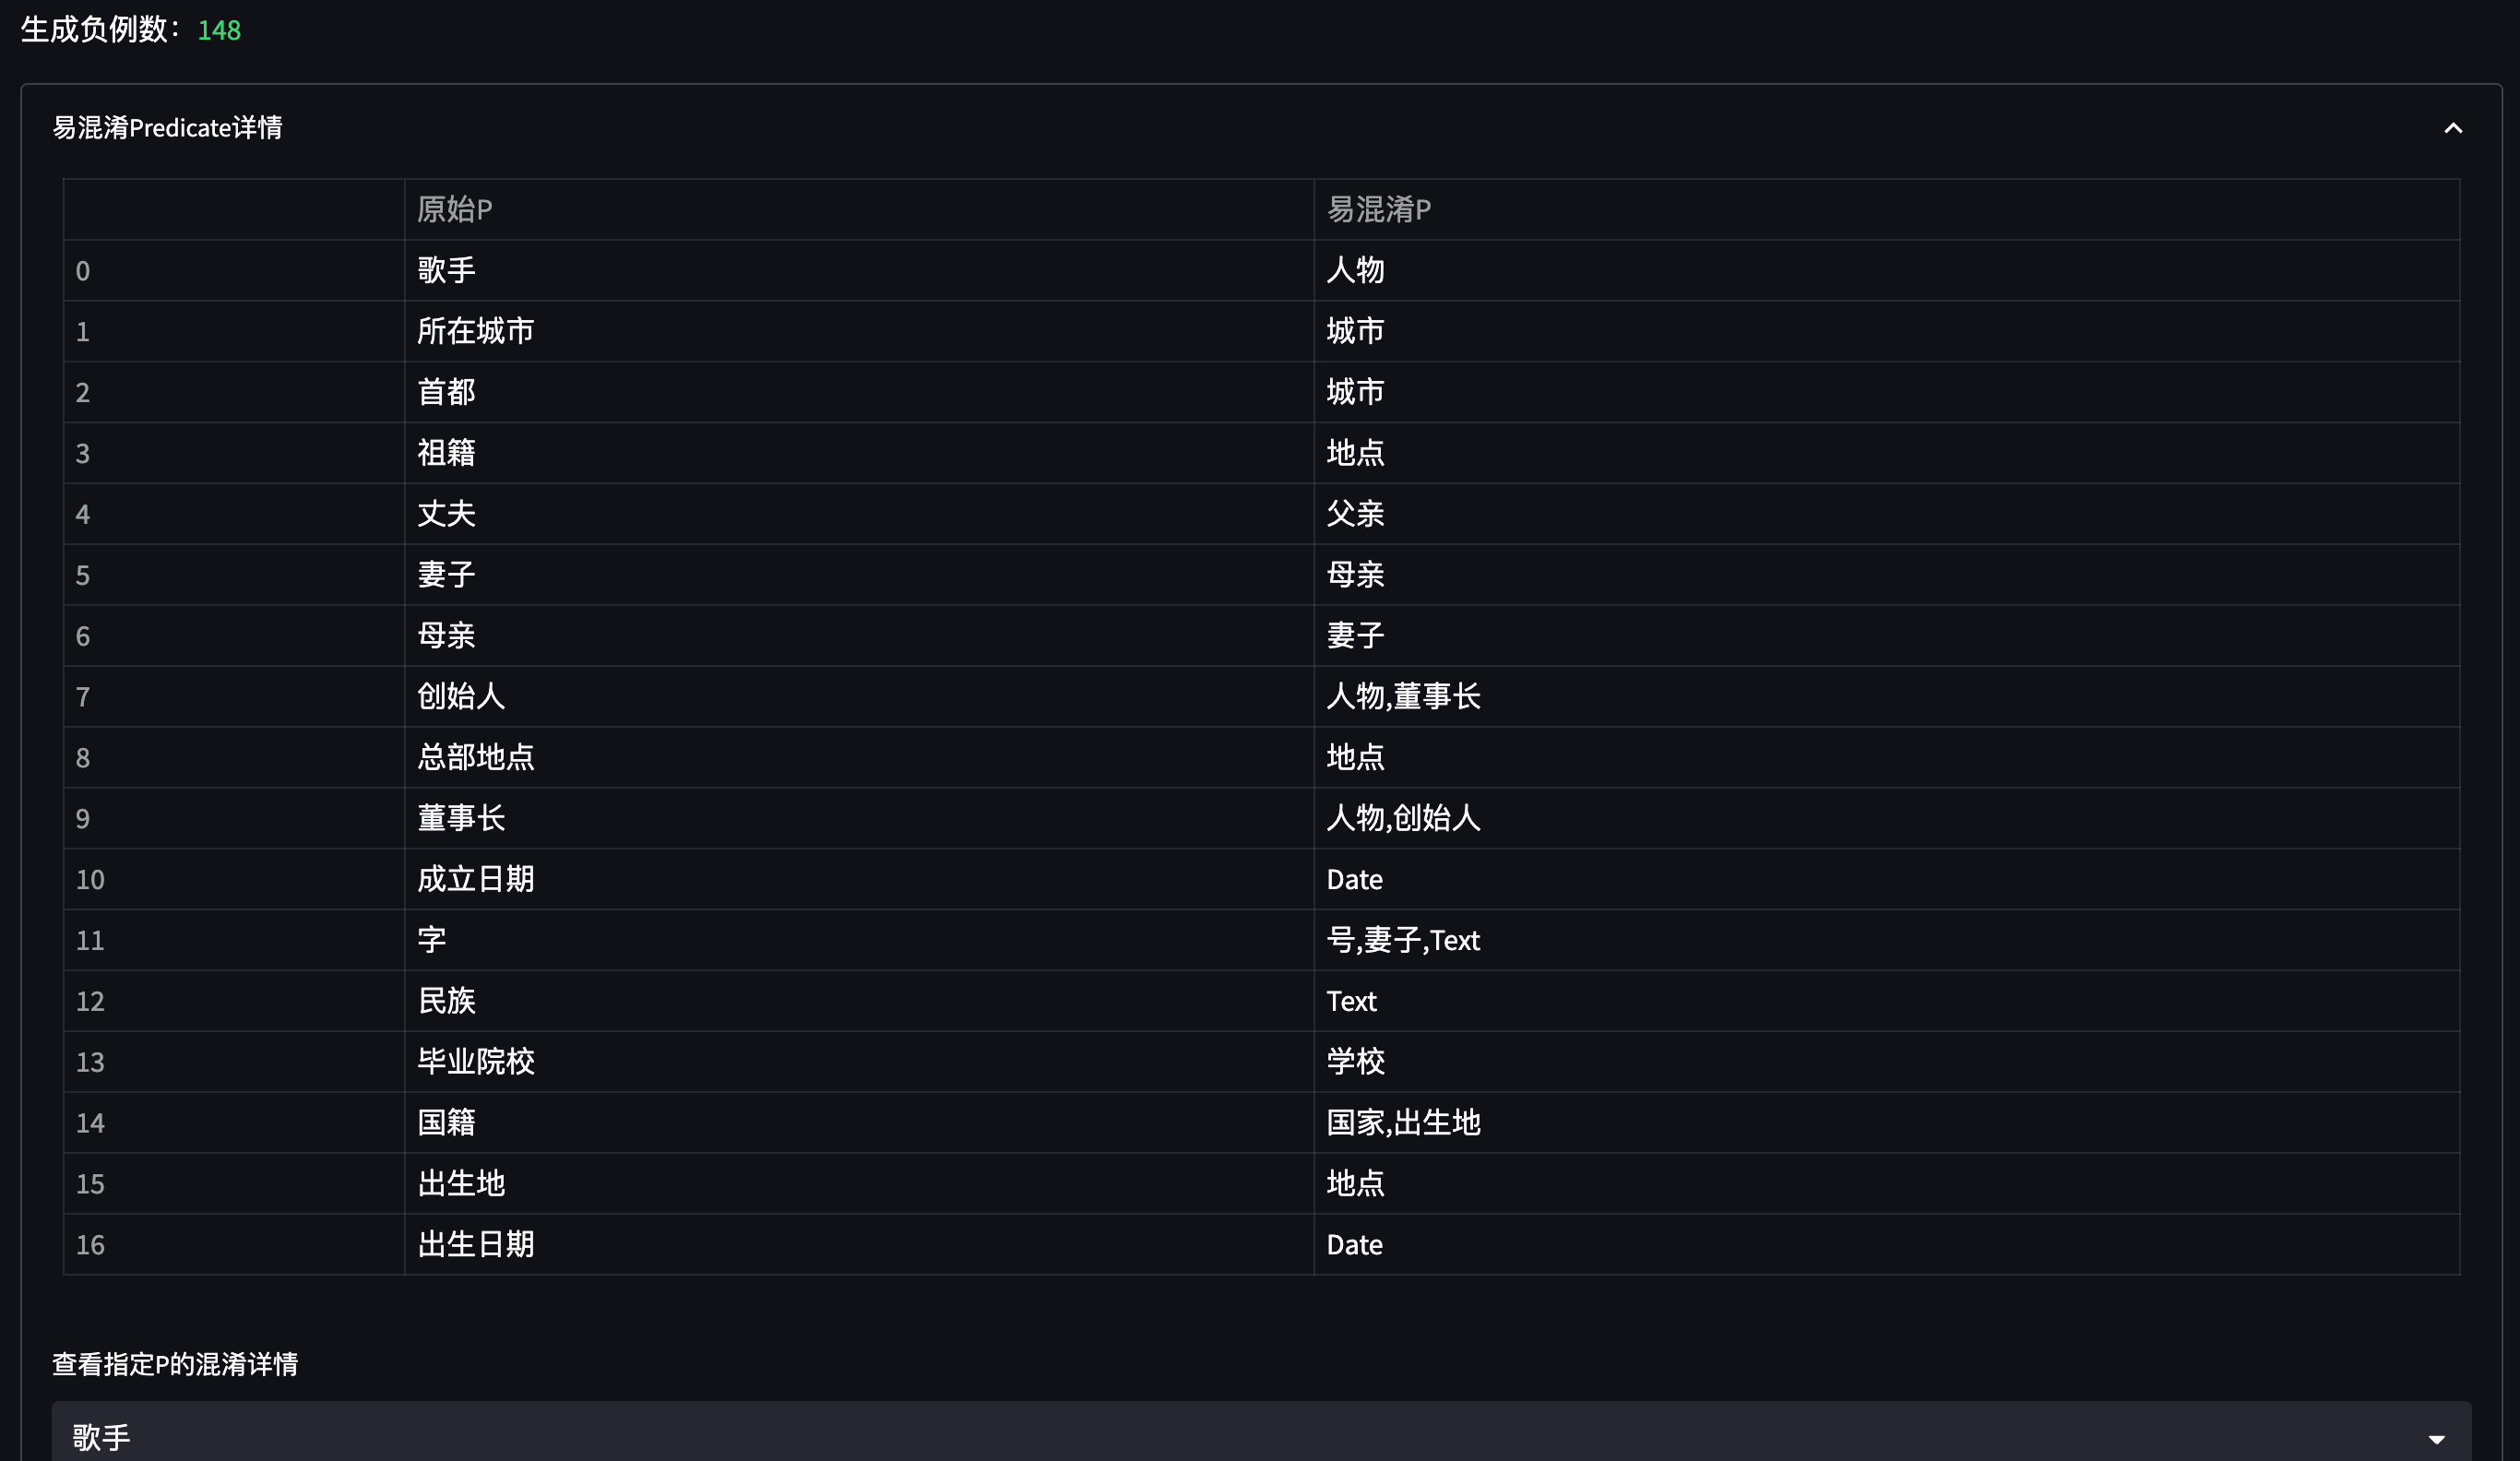 生成负例数：148
易混淆Predicate详情
原始P 易混淆P
0 歌手 人物
1 所在城市 城市
2 首都 城市
3 祖籍 地点
4 丈夫 父亲
5 妻子 母亲
6 母亲 妻子
7 创始人 人物,董事长
8 总部地点 地点
9 董事长 人物,创始人
10 成立日期 Date
11 字 号,妻子,Text
12 民族 Text
13 毕业院校 学校
14 国籍 国家,出生地
15 出生地 地点
16 出生日期 Date
查看指定P的混淆详情
歌手